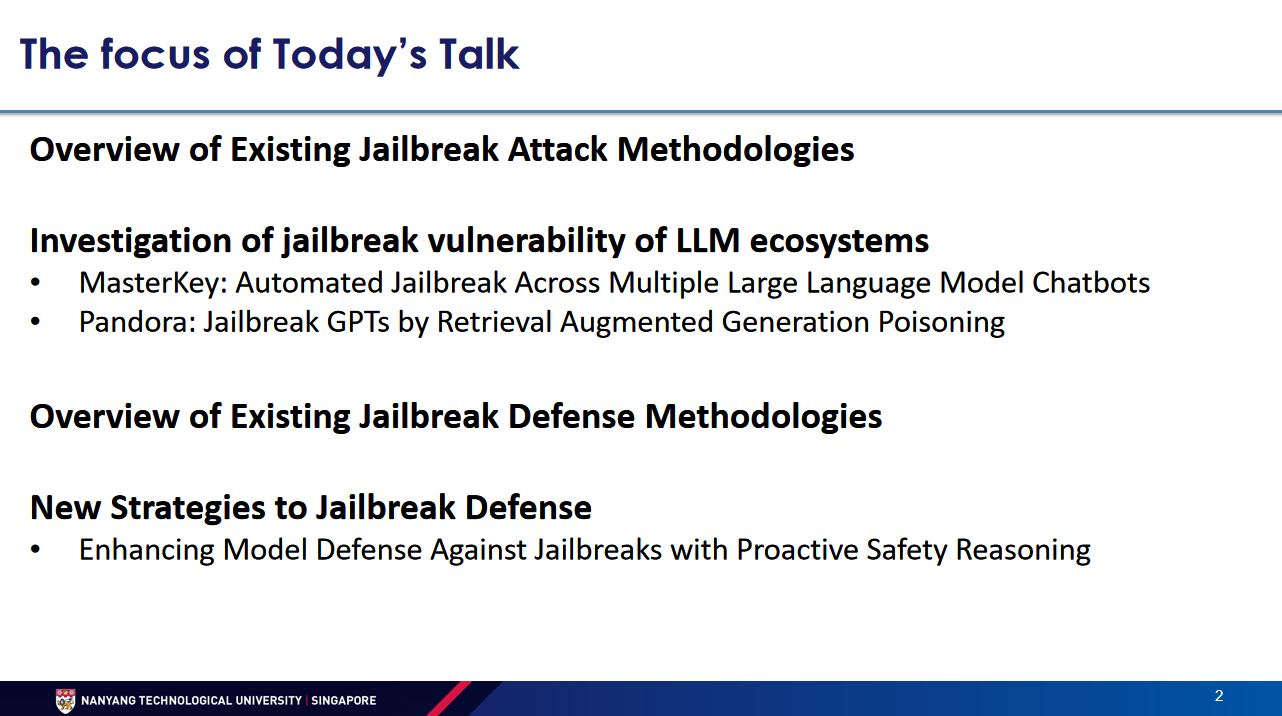 The focus of Today’s Talk
Overview of Existing Jailbreak Attack Methodologies
Investigation of jailbreak vulnerability of LLM ecosystems
• MasterKey: Automated Jailbreak Across Multiple Large Language Model Chatbots
• Pandora: Jailbreak GPTs by Retrieval Augmented Generation Poisoning
Overview of Existing Jailbreak Defense Methodologies
New Strategies to Jailbreak Defense
• Enhancing Model Defense Against Jailbreaks with Proactive Safety Reasoning
NANYANG TECHNOLOGICAL UNIVERSITY | SINGAPORE
2